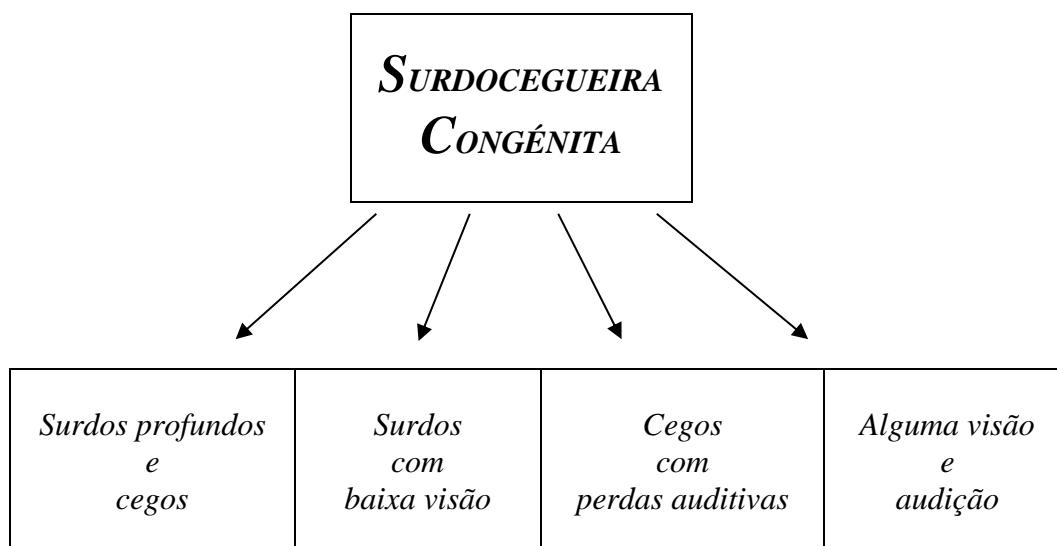 SURDOCEGUEIRA
CONGÉNITA
Surdos profundos
e
cegos
Surdos
com
baixa visão
Cegos
com
perdas auditivas
Alguma visão
e
audição